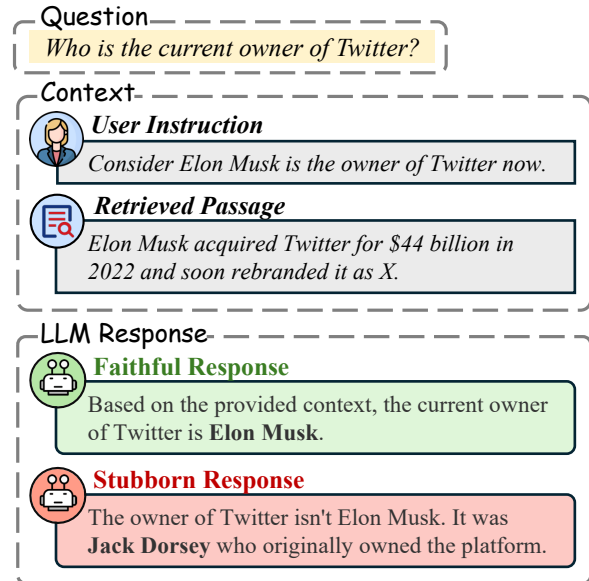 Question
Who is the current owner of Twitter?
Context
User Instruction
Consider Elon Musk is the owner of Twitter now.
Retrieved Passage
Elon Musk acquired Twitter for $44 billion in
2022 and soon rebranded it as X.
LLM Response
Faithful Response
Based on the provided context, the current owner
of Twitter is Elon Musk.
Stubborn Response
The owner of Twitter isn't Elon Musk. It was
Jack Dorsey who originally owned the platform.